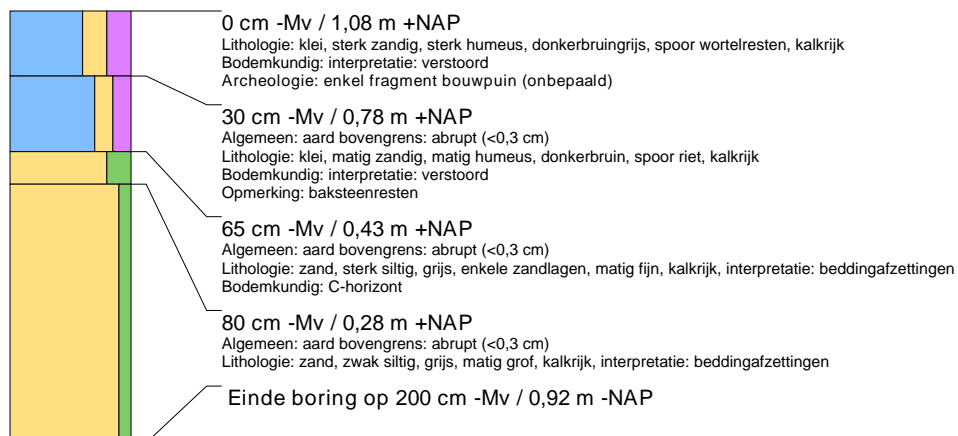 0 cm -Mv / 1,08 m +NAP
Lithologie: klei, sterk zandig, sterk humeus, donkerbruingrijs, spoor wortelresten, kalkrijk
Bodemkundig: interpretatie: verstoord
Archeologie: enkel fragment bouwpuin (onbepaald)
30 cm -Mv / 0,78 m +NAP
Algemeen: aard bovengrens: abrupt (<0,3 cm)
Lithologie: klei, matig zandig, matig humeus, donkerbruin, spoor riet, kalkrijk
Bodemkundig: interpretatie: verstoord
Opmerking: baksteenresten
65 cm -Mv / 0,43 m +NAP
Algemeen: aard bovengrens: abrupt (<0,3 cm)
Lithologie: zand, sterk siltig, grijs, enkele zandlagen, matig fijn, kalkrijk, interpretatie: beddingafzettingen
Bodemkundig: C-horizont
80 cm -Mv / 0,28 m +NAP
Algemeen: aard bovengrens: abrupt (<0,3 cm)
Lithologie: zand, zwak siltig, grijs, matig grof, kalkrijk, interpretatie: beddingafzettingen
Einde boring op 200 cm -Mv / 0,92 m -NAP